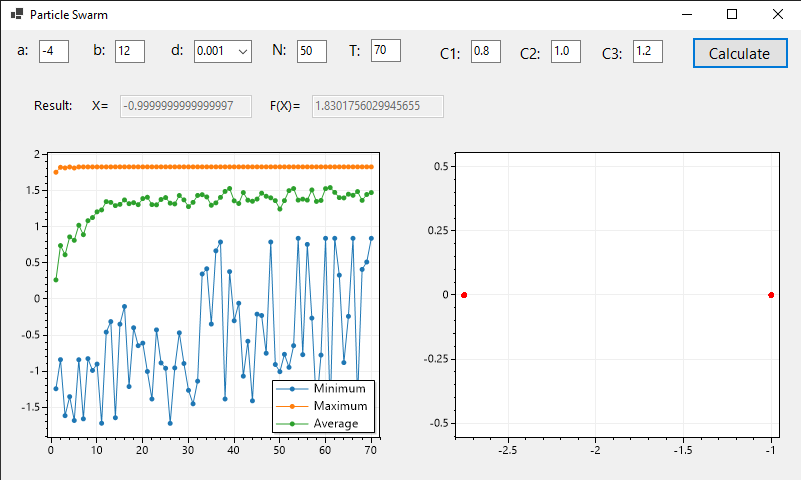 Particle Swarm
a: -4 b: 12 d: 0.001 N: 50 T: 70 C1: 0.8 C2: 1.0 C3: 1.2 Calculate
Result: X= -0.9999999999999997 F(X)= 1.8301756029945655
2
1.5
1
0.5
0
-0.5
-1
-1.5
0 10 20 30 40 50 60 70
Minimum
Maximum
Average
0.5
0.25
0
-0.25
-0.5
-2.5 -2 -1.5 -1